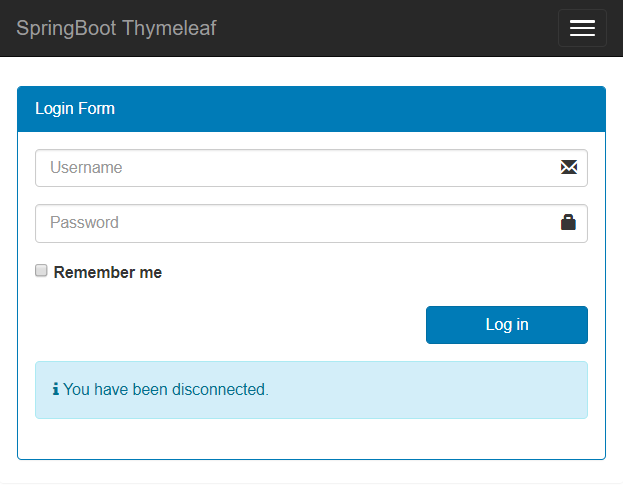 SpringBoot Thymeleaf
Login Form
Username
Password
Remember me
Log in
You have been disconnected.